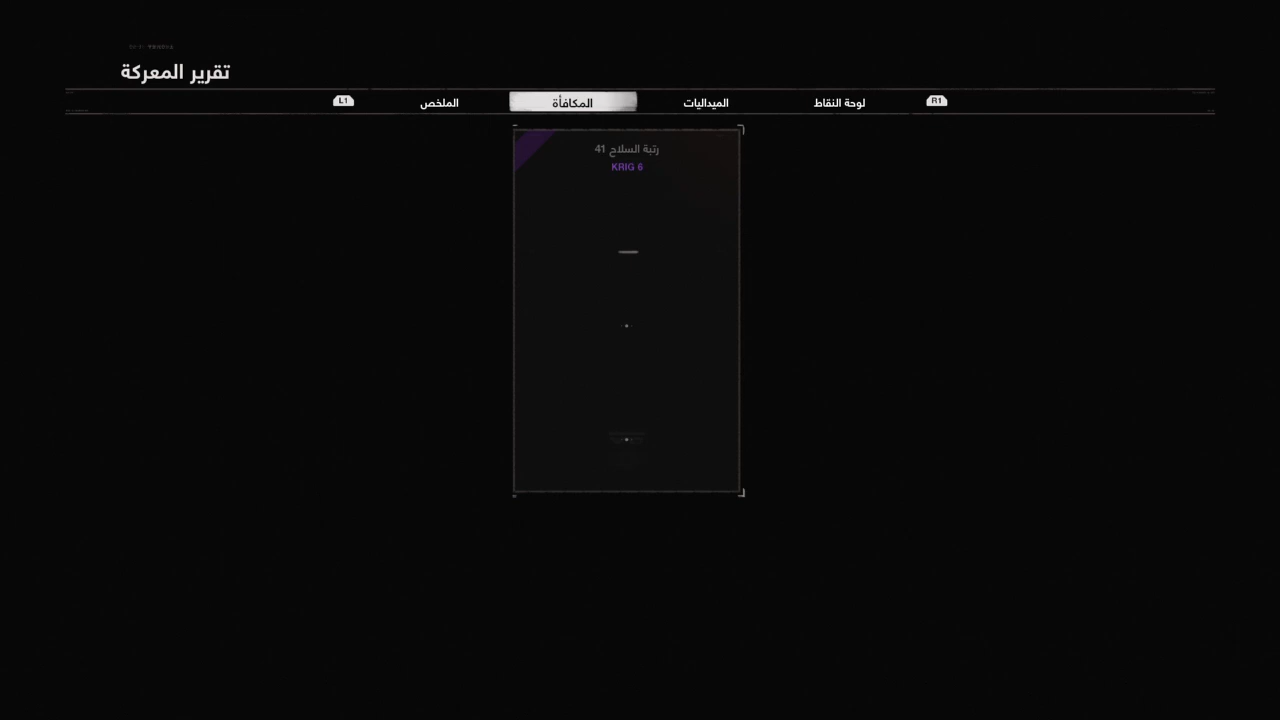 تقرير المعركة
L1
الملخص
المكافأة
الميداليات
لوحة النقاط
R1
رتبة السلاح 41
KRIG 6